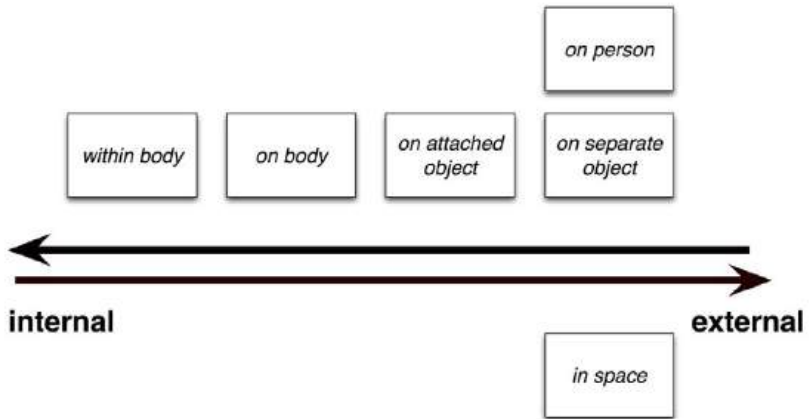 on person
within body
on body
on attached
object
on separate
object
internal
external
in space